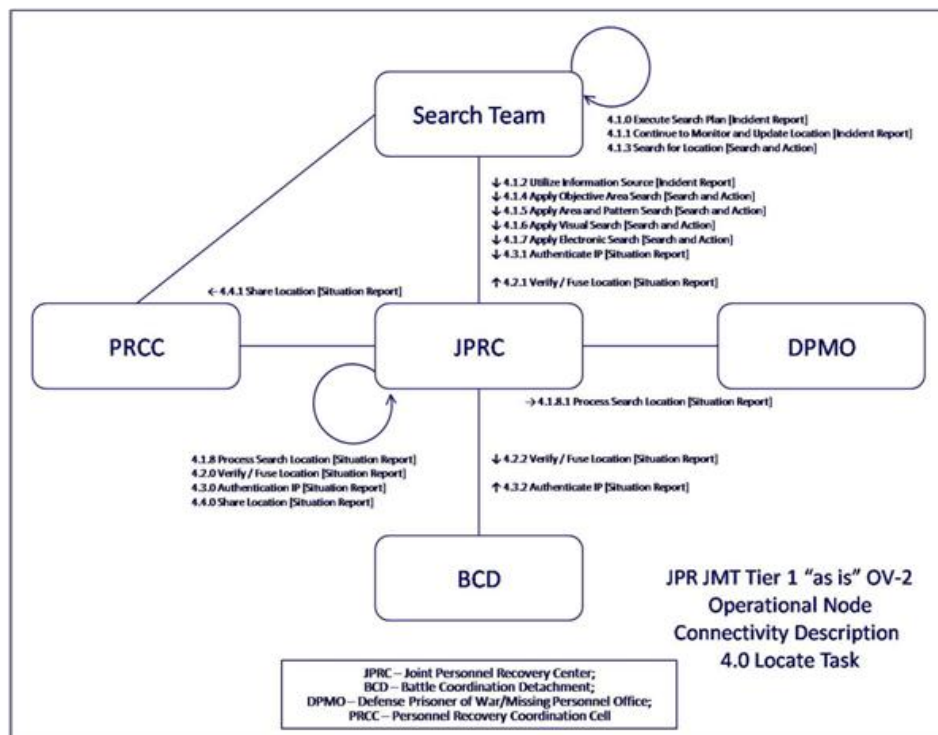 Search Team
4.1.0 Execute Search Plan [Incident Report]
4.1.1 Continue to Monitor and Update Location [Incident Report]
4.1.3 Search for Location [Search and Action]
↓ 4.1.2 Utilize Information Source [Incident Report]
↓ 4.1.4 Apply Objective Area Search [Search and Action]
↓ 4.1.5 Apply Area and Pattern Search [Search and Action]
↓ 4.1.6 Apply Visual Search [Search and Action]
↓ 4.1.7 Apply Electronic Search [Search and Action]
↓ 4.3.1 Authenticate IP [Situation Report]
↑ 4.2.1 Verify / Fuse Location [Situation Report]
← 4.4.1 Share Location [Situation Report]
PRCC
JPRC
DPMO
→ 4.1.8.1 Process Search Location [Situation Report]
4.1.8 Process Search Location [Situation Report]
4.2.0 Verify / Fuse Location [Situation Report]
4.3.0 Authentication IP [Situation Report]
4.4.0 Share Location [Situation Report]
↓ 4.2.2 Verify / Fuse Location [Situation Report]
↑ 4.3.2 Authenticate IP [Situation Report]
BCD
JPR JMT Tier 1 “as is” OV-2
Operational Node
Connectivity Description
4.0 Locate Task
JPRC – Joint Personnel Recovery Center;
BCD – Battle Coordination Detachment;
DPMO – Defense Prisoner of War/Missing Personnel Office;
PRCC – Personnel Recovery Coordination Cell